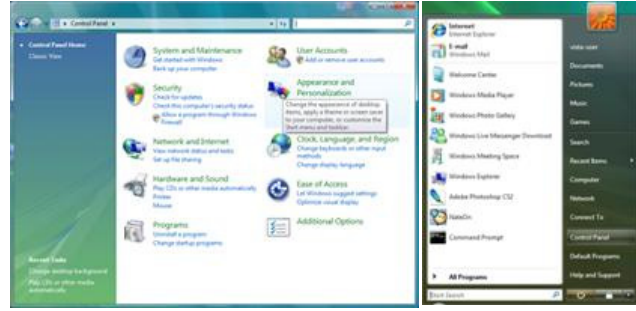 Control Panel
Control Panel Home
Classic View
System and Maintenance
Get started with Windows
Back up your computer
Security
Check for updates
Check this computer's security status
Allow a program through Windows
Firewall
Network and Internet
View network status and tasks
Set up file sharing
Hardware and Sound
Play CDs or other media automatically
Printer
Mouse
Programs
Uninstall a program
Change startup programs
User Accounts
Add or remove user accounts
Appearance and
Personalization
Change the appearance of desktop
items, apply a theme or screen saver
to your computer, or customize the
Start menu and taskbar.
Clock, Language, and Region
Change keyboards or other input
methods
Change display language
Ease of Access
Let Windows suggest settings
Optimize visual display
Additional Options
Recent Tasks
Change desktop background
Play CDs or other media
automatically
Internet
Internet Explorer
E-mail
Windows Mail
Welcome Center
Windows Media Player
Windows Photo Gallery
Windows Live Messenger Download
Windows Meeting Space
Windows Explorer
Adobe Photoshop CS2
NateOn
Command Prompt
All Programs
Start Search
vista user
Documents
Pictures
Music
Games
Search
Recent Items
Computer
Network
Connect To
Control Panel
Default Programs
Help and Support